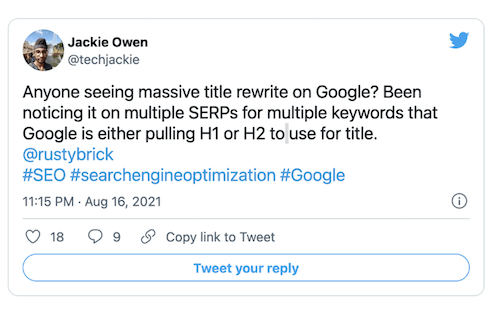 Jackie Owen
@techjackie
Anyone seeing massive title rewrite on Google? Been
noticing it on multiple SERPs for multiple keywords that
Google is either pulling H1 or H2 to use for title.
@rustybrick
#SEO #searchengineoptimization #Google
11:15 PM · Aug 16, 2021
18 9 Copy link to Tweet
Tweet your reply